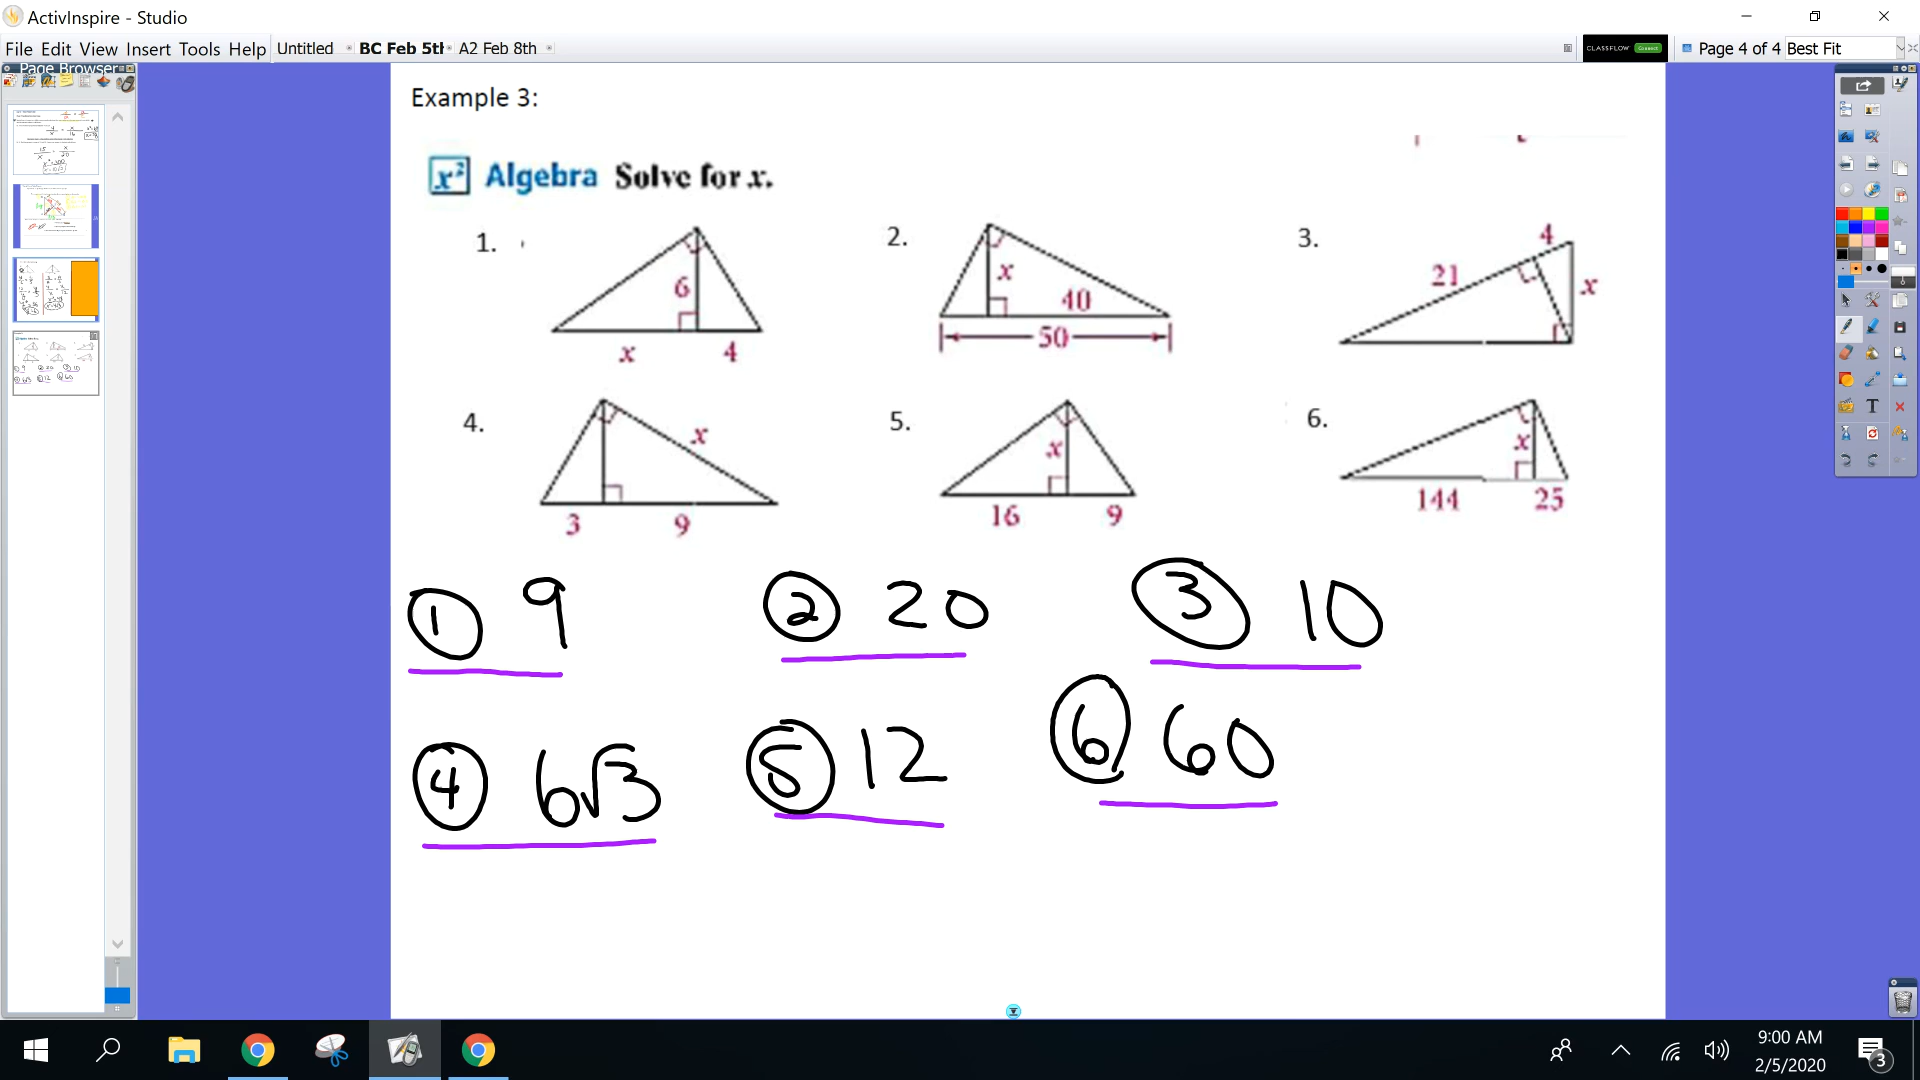 ActivInspire - Studio
File Edit View Insert Tools Help Untitled BC Feb 5th A2 Feb 8th CLASSFLOW Connect Page 4 of 4 Best Fit
Page Browser
Example 3:
x² Algebra Solve for x.
1. 6 x 4
2. x 40 50
3. 4 21 x
4. x 3 9
5. x 16 9
6. x 144 25
① 9 ② 20 ③ 10
④ 6√3 ⑤ 12 ⑥ 60
9:00 AM
2/5/2020
3